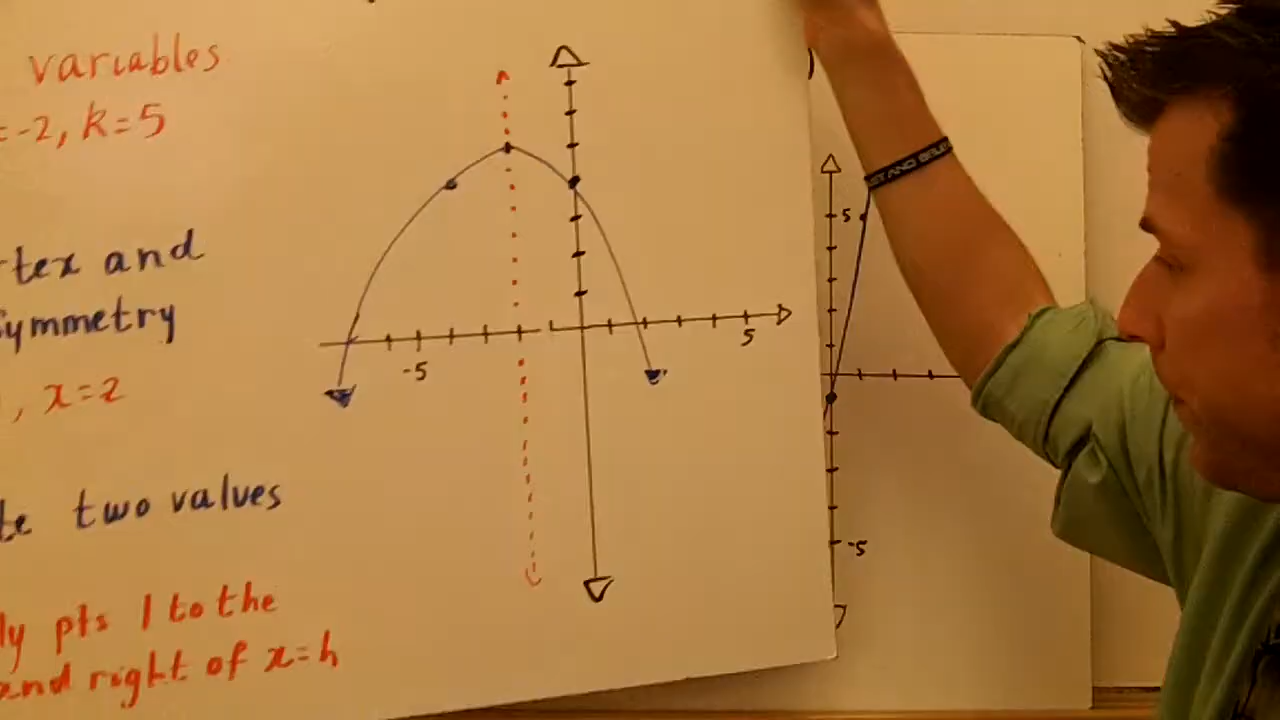 variables
=-2, k=5
tex and
symmetry
, x=2
te two values
ly pts 1 to the
and right of x=h
-5
5
5
-5